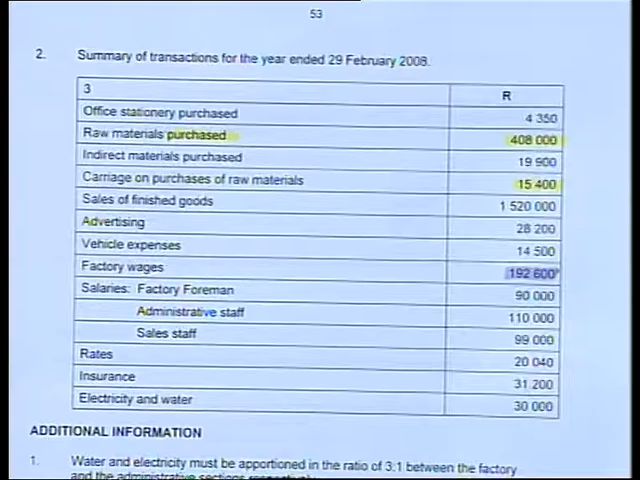 53
2. Summary of transactions for the year ended 29 February 2008.
3 R
Office stationery purchased 4 350
Raw materials purchased 408 000
Indirect materials purchased 19 900
Carriage on purchases of raw materials 15 400
Sales of finished goods 1 520 000
Advertising 28 200
Vehicle expenses 14 500
Factory wages 192 600
Salaries: Factory Foreman 90 000
Administrative staff 110 000
Sales staff 99 000
Rates 20 040
Insurance 31 200
Electricity and water 30 000
ADDITIONAL INFORMATION
1. Water and electricity must be apportioned in the ratio of 3:1 between the factory
and the administrative sections respectively.